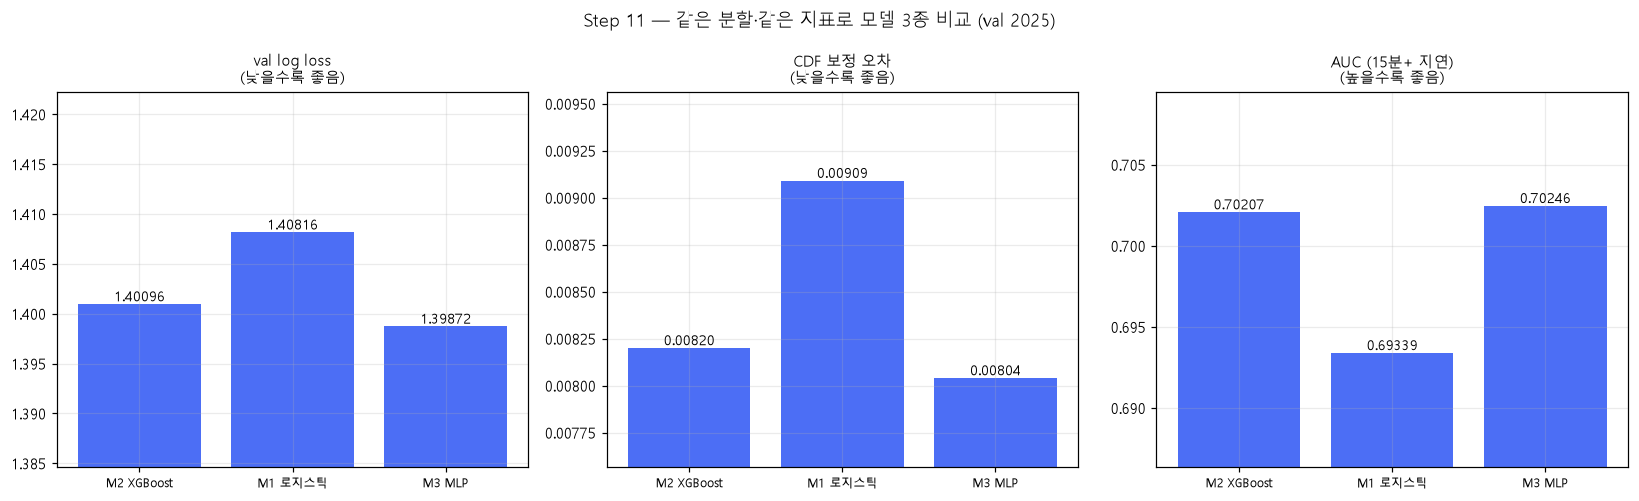 Step 11 — 같은 분할·같은 지표로 모델 3종 비교 (val 2025)
val log loss
(낮을수록 좋음)
1.420
1.415
1.410
1.405
1.400
1.395
1.390
1.385
1.40096
1.40816
1.39872
M2 XGBoost
M1 로지스틱
M3 MLP
CDF 보정 오차
(낮을수록 좋음)
0.00950
0.00925
0.00900
0.00875
0.00850
0.00825
0.00800
0.00775
0.00820
0.00909
0.00804
M2 XGBoost
M1 로지스틱
M3 MLP
AUC (15분+ 지연)
(높을수록 좋음)
0.705
0.700
0.695
0.690
0.70207
0.69339
0.70246
M2 XGBoost
M1 로지스틱
M3 MLP